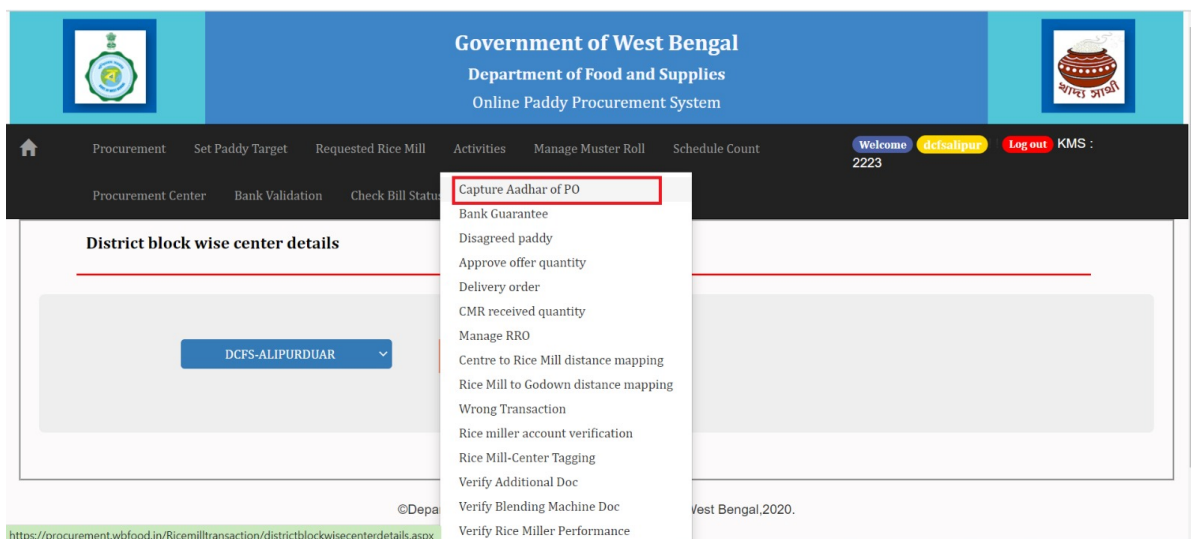 Government of West Bengal
Department of Food and Supplies
Online Paddy Procurement System
খাদ্য সাথী
Procurement Set Paddy Target Requested Rice Mill Activities Manage Muster Roll Schedule Count
Welcome dcfsalipur Log out KMS :
2223
Procurement Center Bank Validation Check Bill Status
Capture Aadhar of PO
Bank Guarantee
Disagreed paddy
Approve offer quantity
Delivery order
CMR received quantity
Manage RRO
Centre to Rice Mill distance mapping
Rice Mill to Godown distance mapping
Wrong Transaction
Rice miller account verification
Rice Mill-Center Tagging
Verify Additional Doc
Verify Blending Machine Doc
Verify Rice Miller Performance
District block wise center details
DCFS-ALIPURDUAR
©Depa
West Bengal,2020.
https://procurement.wbfood.in/Ricemilltransaction/districtblockwisecenterdetails.aspx